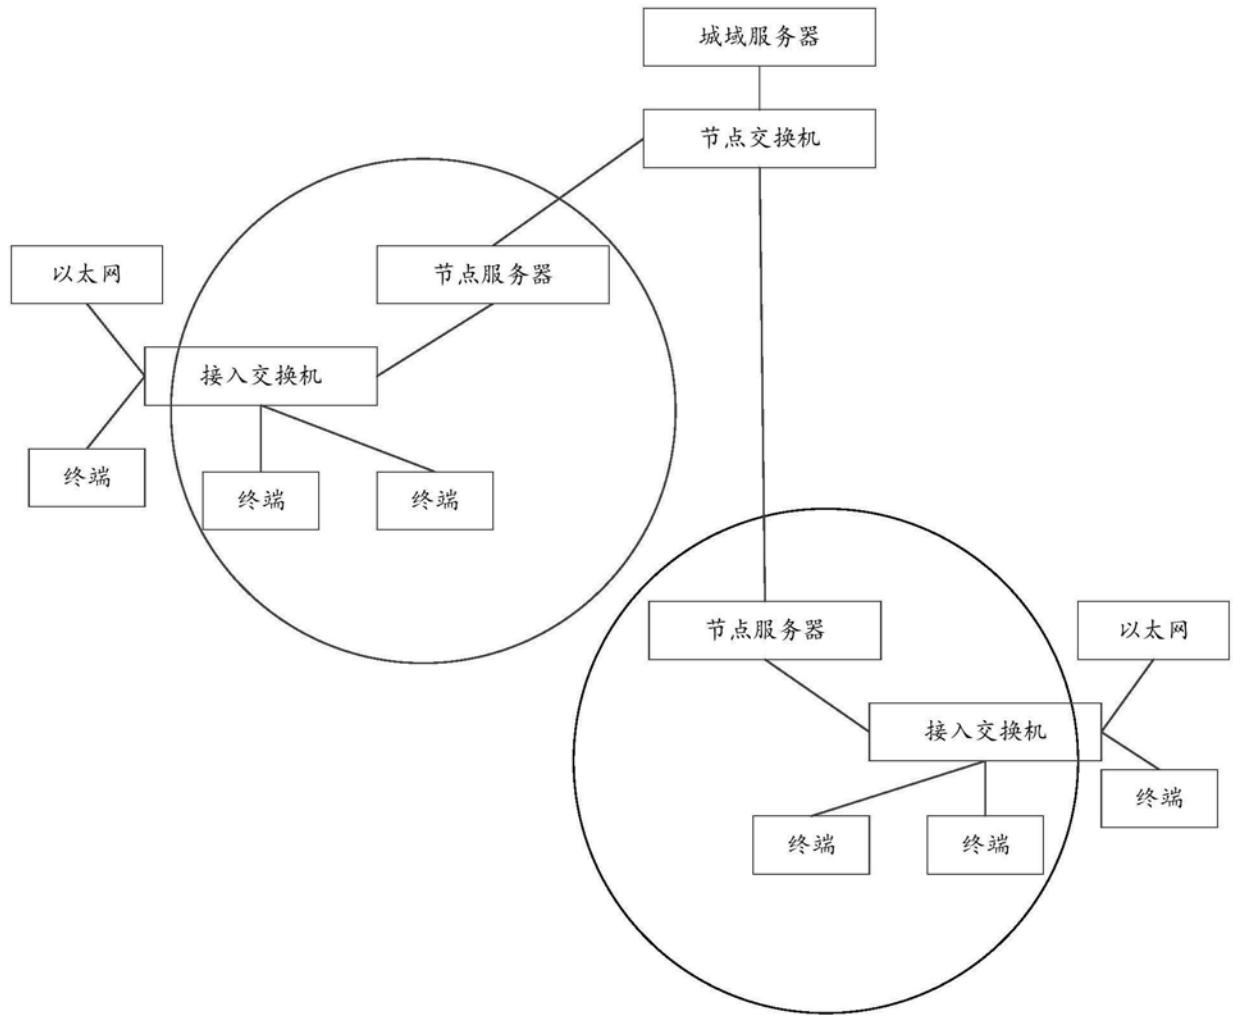 城域服务器
节点交换机
以太网
节点服务器
接入交换机
终端
终端
终端
节点服务器
以太网
接入交换机
终端
终端
终端